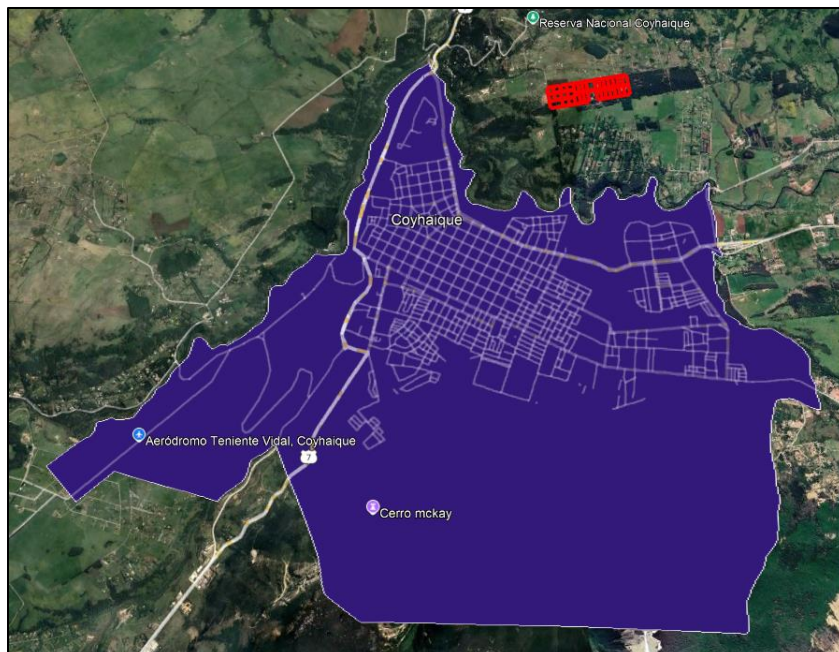 Reserva Nacional Coyhaique
Coyhaique
Aeródromo Teniente Vidal, Coyhaique
7
Cerro mckay